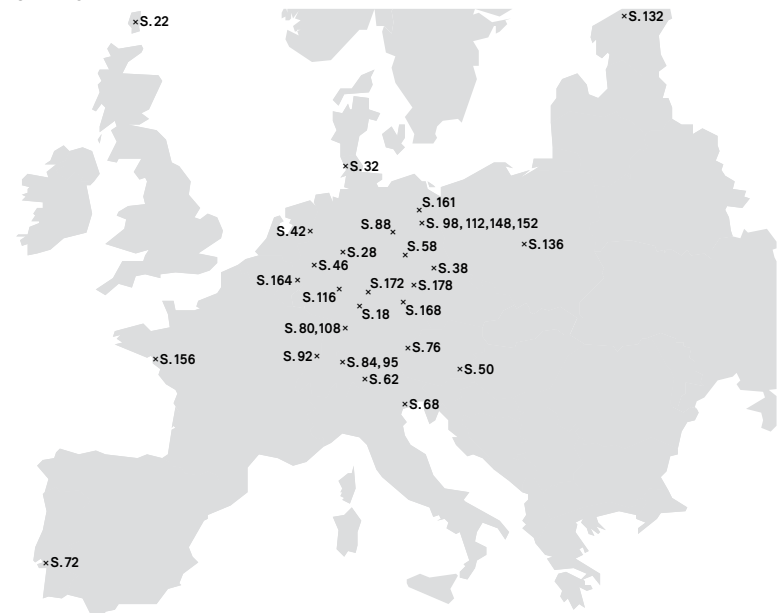 S. 22
S. 132
S. 32
S. 161
S. 88
S. 98, 112, 148, 152
S. 42
S. 58
S. 136
S. 28
S. 46
S. 38
S. 164
S. 172
S. 178
S. 116
S. 168
S. 18
S. 80, 108
S. 76
S. 92
S. 156
S. 84, 95
S. 50
S. 62
S. 68
S. 72